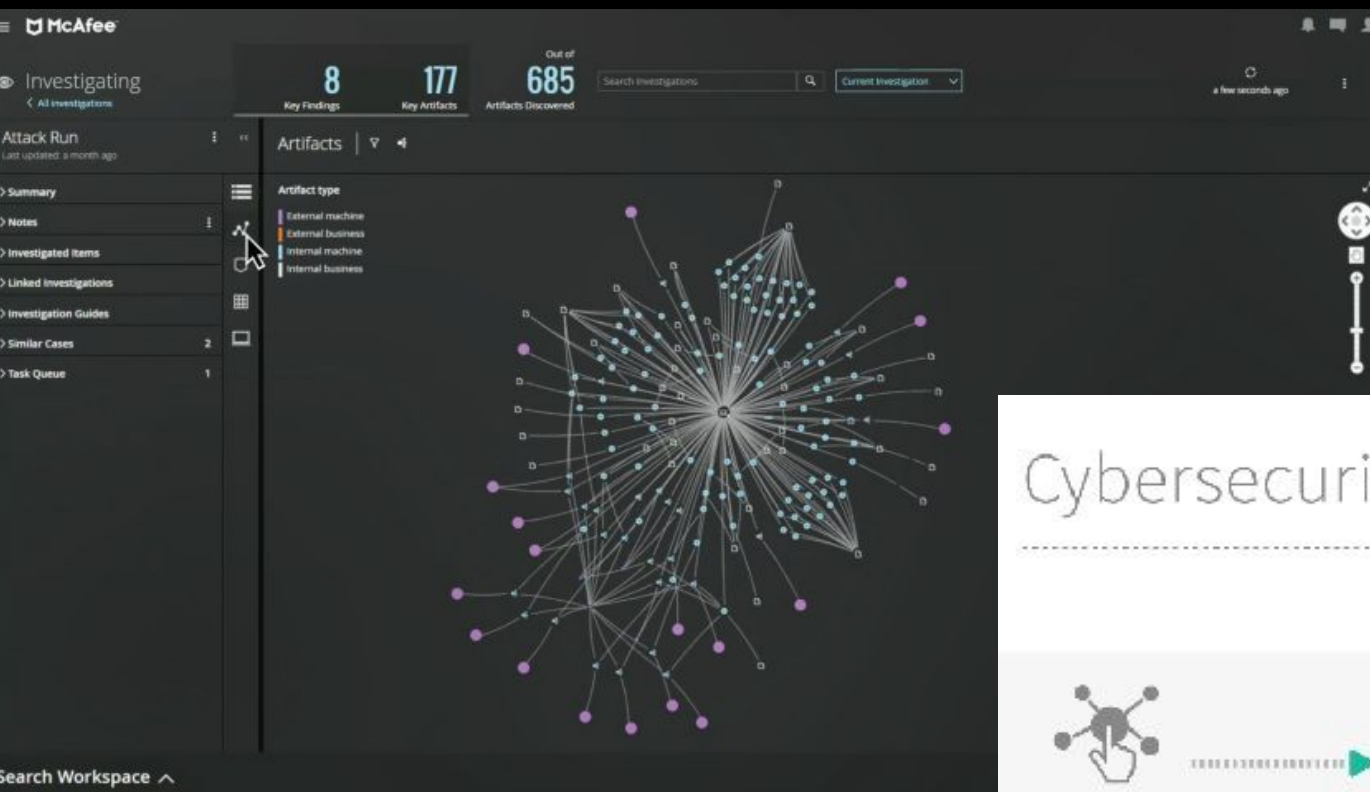 McAfee
Investigating
All investigations
8
Key Findings
177
Key Artifacts
Out of
685
Artifacts Discovered
Search Investigations
Current Investigation
a few seconds ago
Attack Run
Last updated: a month ago
Summary
Notes
Investigated Items
Linked Investigations
Investigation Guides
Similar Cases 2
Task Queue 1
Artifacts
Artifact type
External machine
External business
Internal machine
Internal business
Cybersecuri
Search Workspace